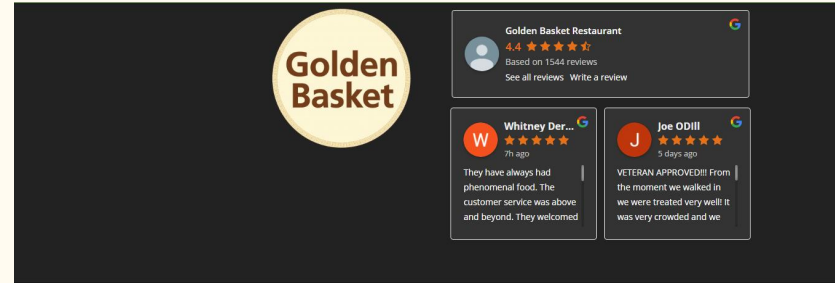 Golden
Basket
Golden Basket Restaurant
4.4
Based on 1544 reviews
See all reviews Write a review
W
Whitney Der...
7h ago
They have always had
phenomenal food. The
customer service was above
and beyond. They welcomed
J
Joe ODIll
5 days ago
VETERAN APPROVED!!! From
the moment we walked in
we were treated very well! It
was very crowded and we